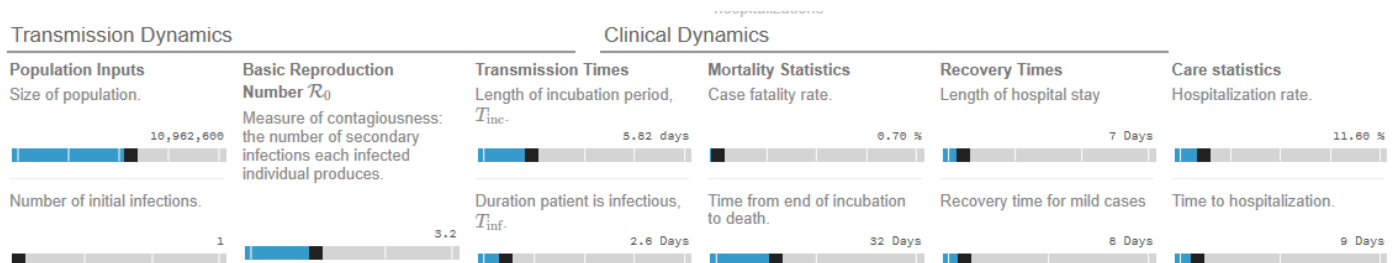 Transmission Dynamics
Clinical Dynamics
Population Inputs
Size of population.
10,962,600
Number of initial infections.
1
Basic Reproduction
Number R₀
Measure of contagiousness:
the number of secondary
infections each infected
individual produces.
3.2
Transmission Times
Length of incubation period,
T_inc.
5.82 days
Duration patient is infectious,
T_inf.
2.6 Days
Mortality Statistics
Case fatality rate.
0.70 %
Time from end of incubation
to death.
32 Days
Recovery Times
Length of hospital stay
7 Days
Recovery time for mild cases
8 Days
Care statistics
Hospitalization rate.
11.60 %
Time to hospitalization.
9 Days